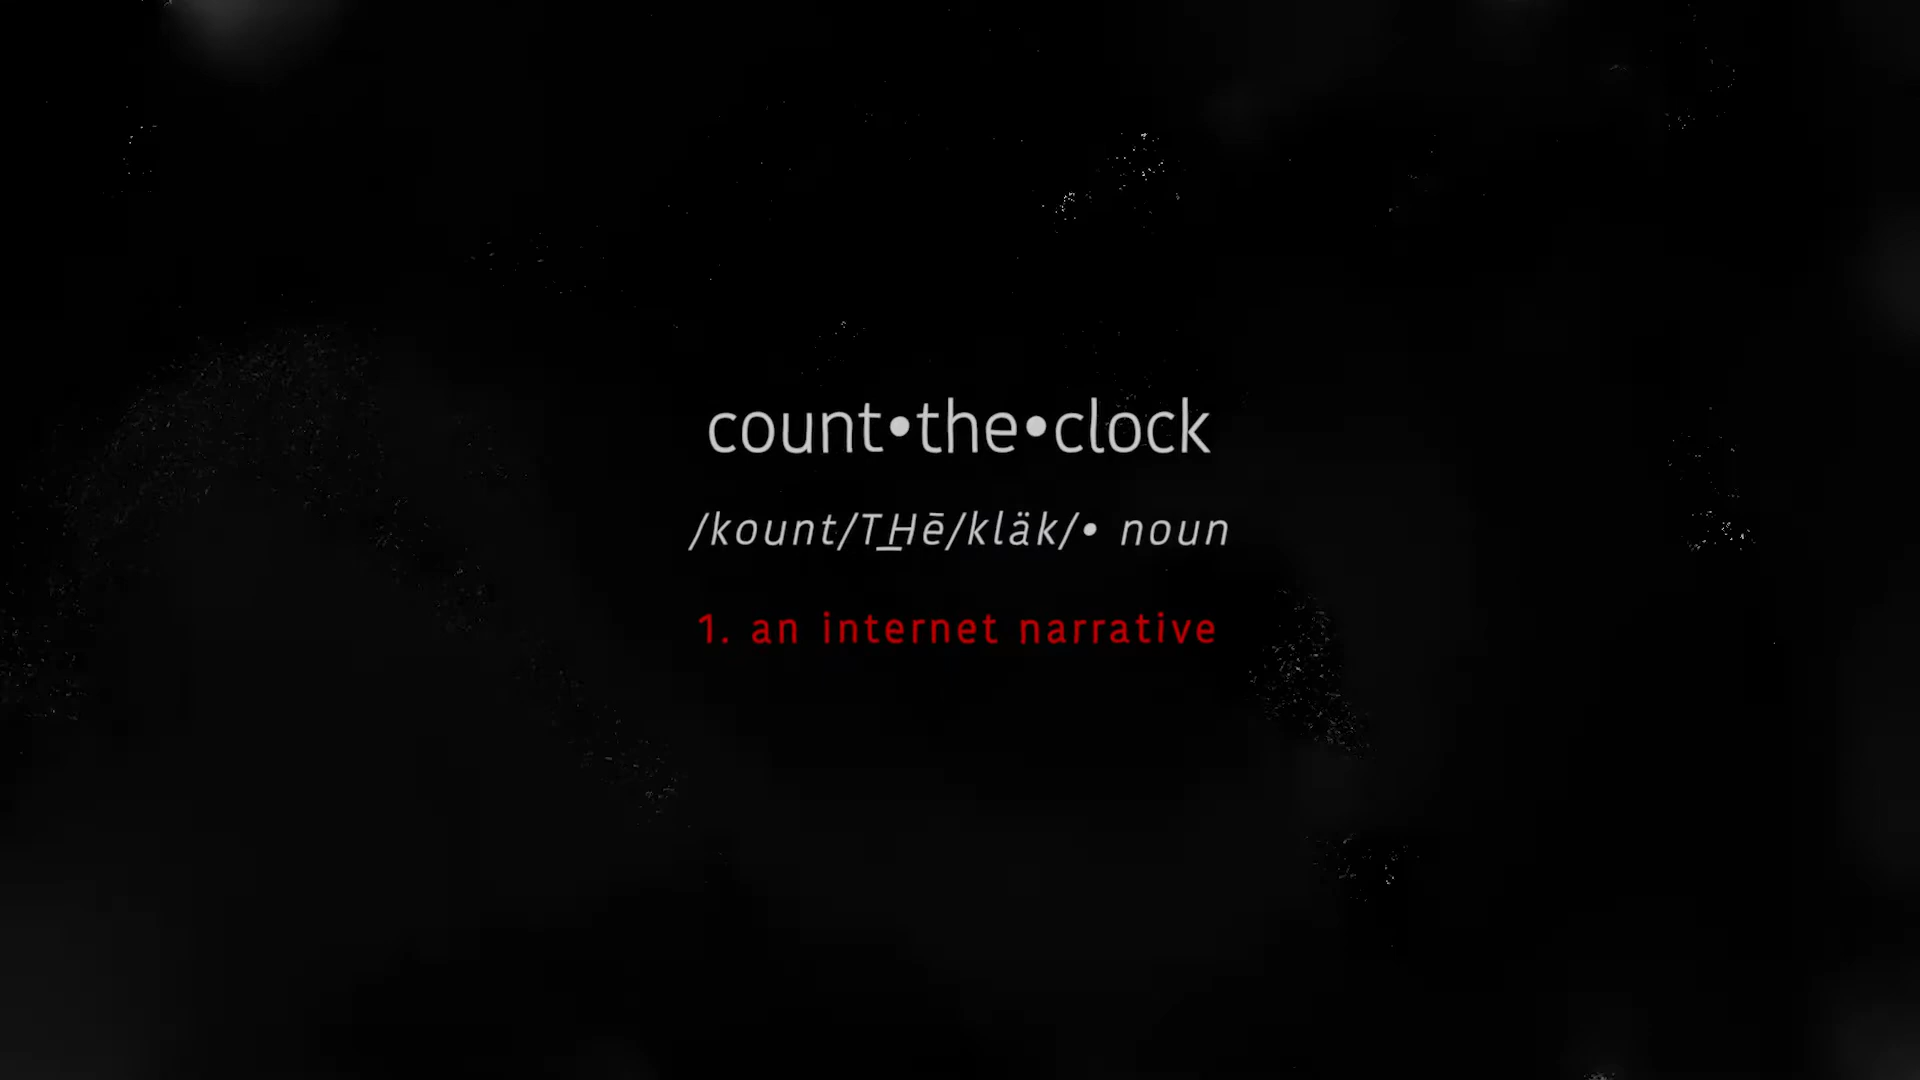 count•the•clock
/kount/T͟Hē/kläk/• noun
1. an internet narrative